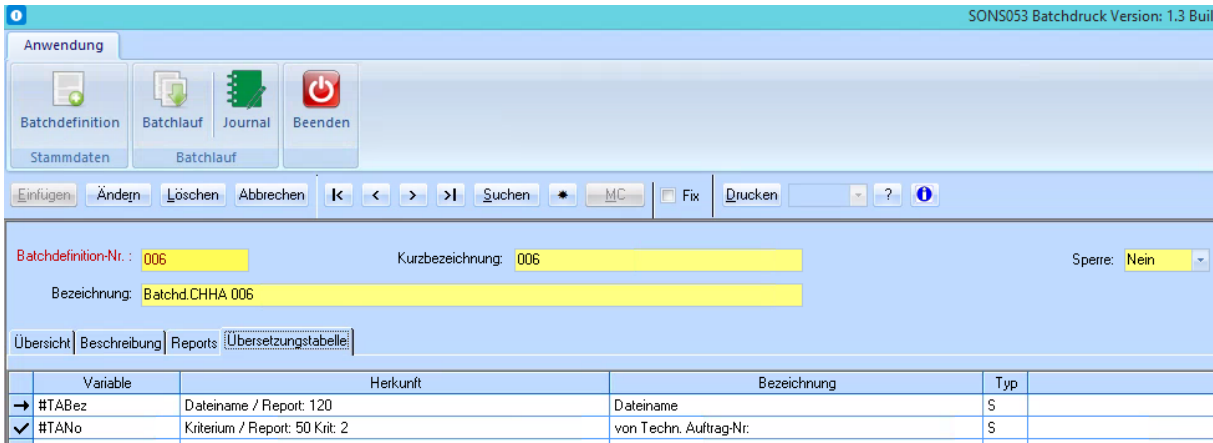 SONS053 Batchdruck Version: 1.3 Buil
Anwendung
Batchdefinition Batchlauf Journal Beenden
Stammdaten Batchlauf
Einfügen Ändern Löschen Abbrechen Suchen MC Fix Drucken ?
Batchdefinition-Nr. : 006 Kurzbezeichnung: 006 Sperre: Nein
Bezeichnung: Batchd.CHHA 006
Übersicht Beschreibung Reports Übersetzungstabelle
Variable Herkunft Bezeichnung Typ
#TABez Dateiname / Report: 120 Dateiname S
#TANo Kriterium / Report: 50 Krit: 2 von Techn. Auftrag-Nr: S